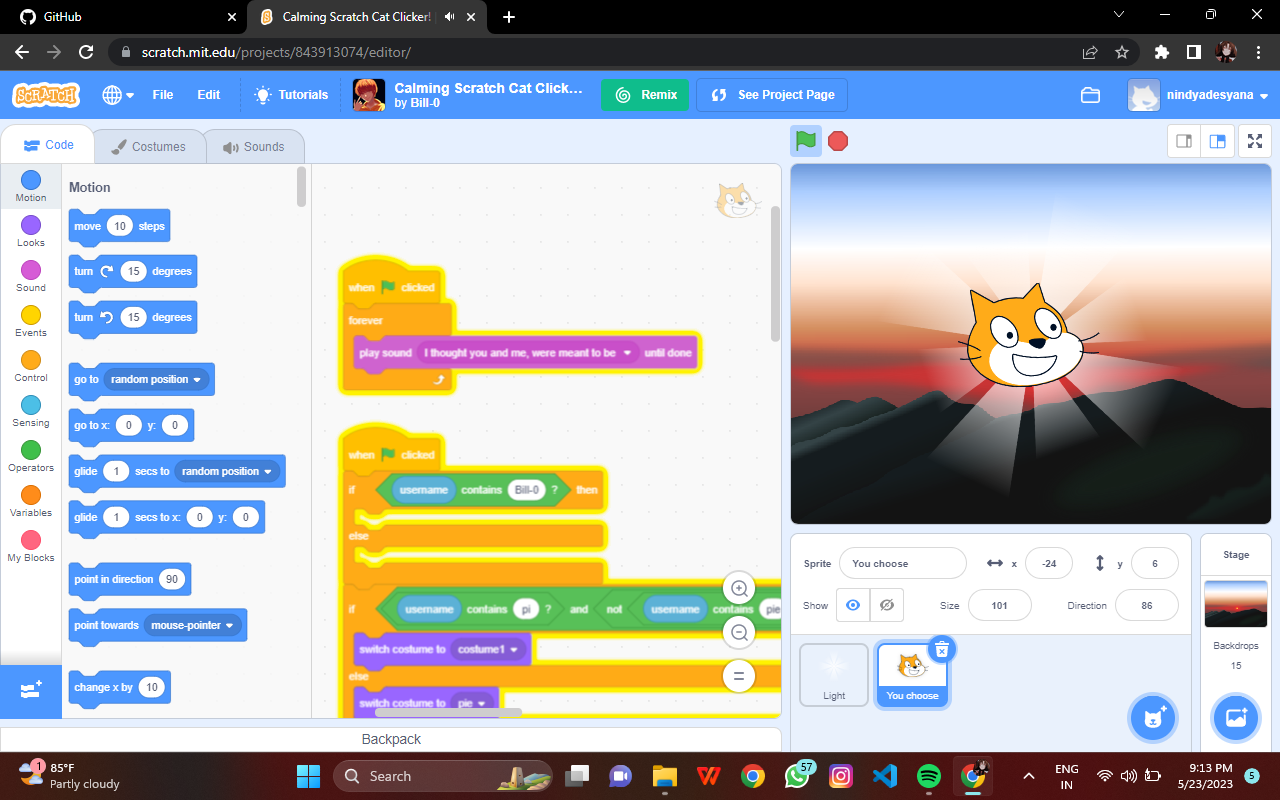 GitHub
Calming Scratch Cat Clicker!
scratch.mit.edu/projects/843913074/editor/
SCRATCH
File
Edit
Tutorials
Calming Scratch Cat Click...
by Bill-0
Remix
See Project Page
nindyadesyana
Code
Costumes
Sounds
Motion
Looks
Sound
Events
Control
Sensing
Operators
Variables
My Blocks
Motion
move 10 steps
turn 15 degrees
turn 15 degrees
go to random position
go to x: 0 y: 0
glide 1 secs to random position
glide 1 secs to x: 0 y: 0
point in direction 90
point towards mouse-pointer
change x by 10
when clicked
forever
play sound I thought you and me, were meant to be until done
when clicked
if username contains Bill-0 ? then
else
if username contains pi ? and not username contains pie
switch costume to costume1
else
switch costume to pie
Backpack
Sprite You choose x -24 y 6
Show Size 101 Direction 86
Light
You choose
Stage
Backdrops
15
1
85°F
Partly cloudy
Search
57
ENG
IN
9:13 PM
5/23/2023
5